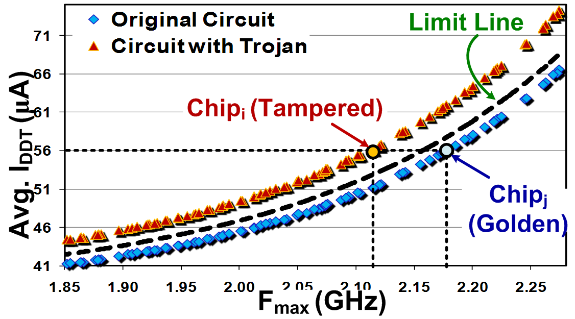 Original Circuit
Circuit with Trojan
Limit Line
Chipi (Tampered)
Chipj
(Golden)
Avg. IDDT (μA)
71
66
61
56
51
46
41
1.85 1.90 1.95 2.00 2.05 2.10 2.15 2.20 2.25
Fmax (GHz)